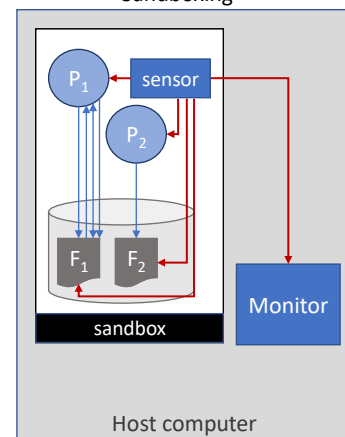 Sandboxing
P1
sensor
P2
F1
F2
Monitor
sandbox
Host computer